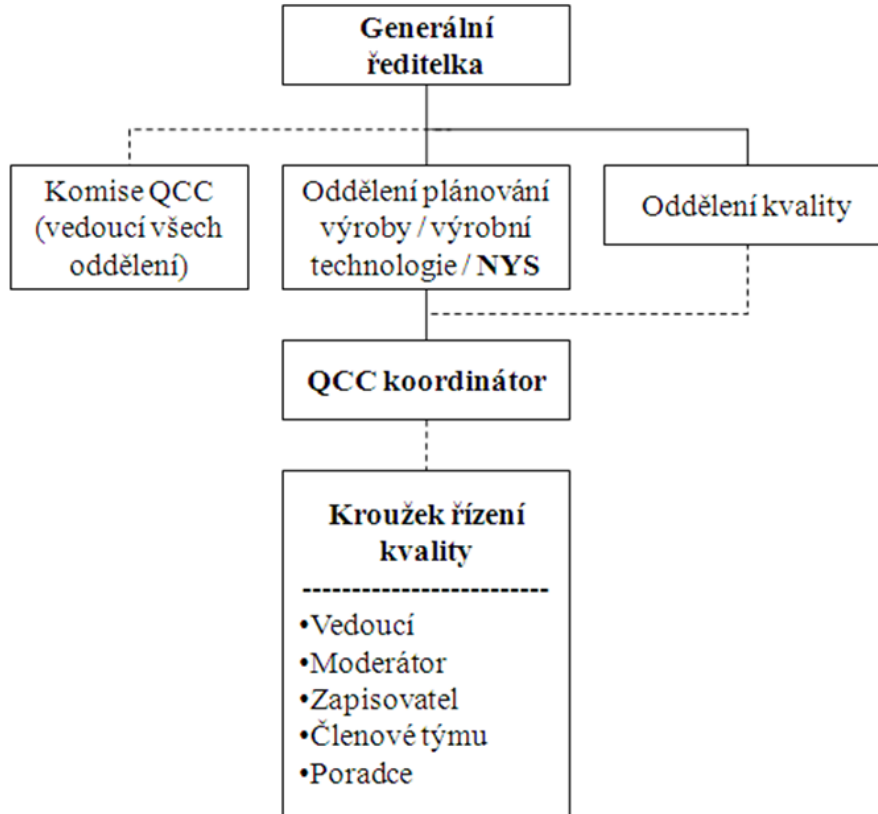 Generální
ředitelka
Komise QCC
(vedoucí všech
oddělení)
Oddělení plánování
výroby / výrobní
technologie / NYS
Oddělení kvality
QCC koordinátor
Kroužek řízení
kvality
--------------------------
•Vedoucí
•Moderátor
•Zapisovatel
•Členové týmu
•Poradce